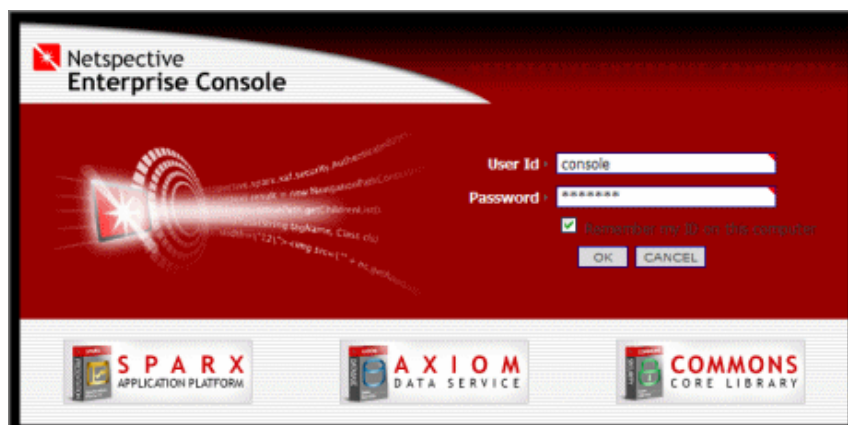 Netspective
Enterprise Console
User Id
console
Password
*******
Remember my ID on this computer
OK
CANCEL
SPARX
APPLICATION PLATFORM
AXIOM
DATA SERVICE
COMMONS
CORE LIBRARY